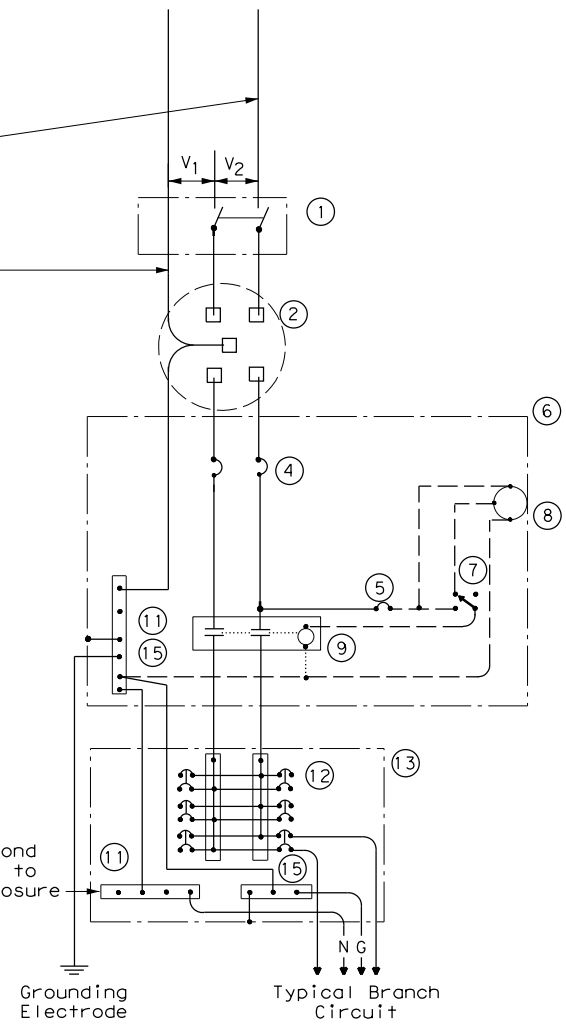 V1
V2
1
2
6
4
8
7
5
11
15
9
13
12
ond
to
osure
11
15
N G
Grounding
Electrode
Typical Branch
Circuit